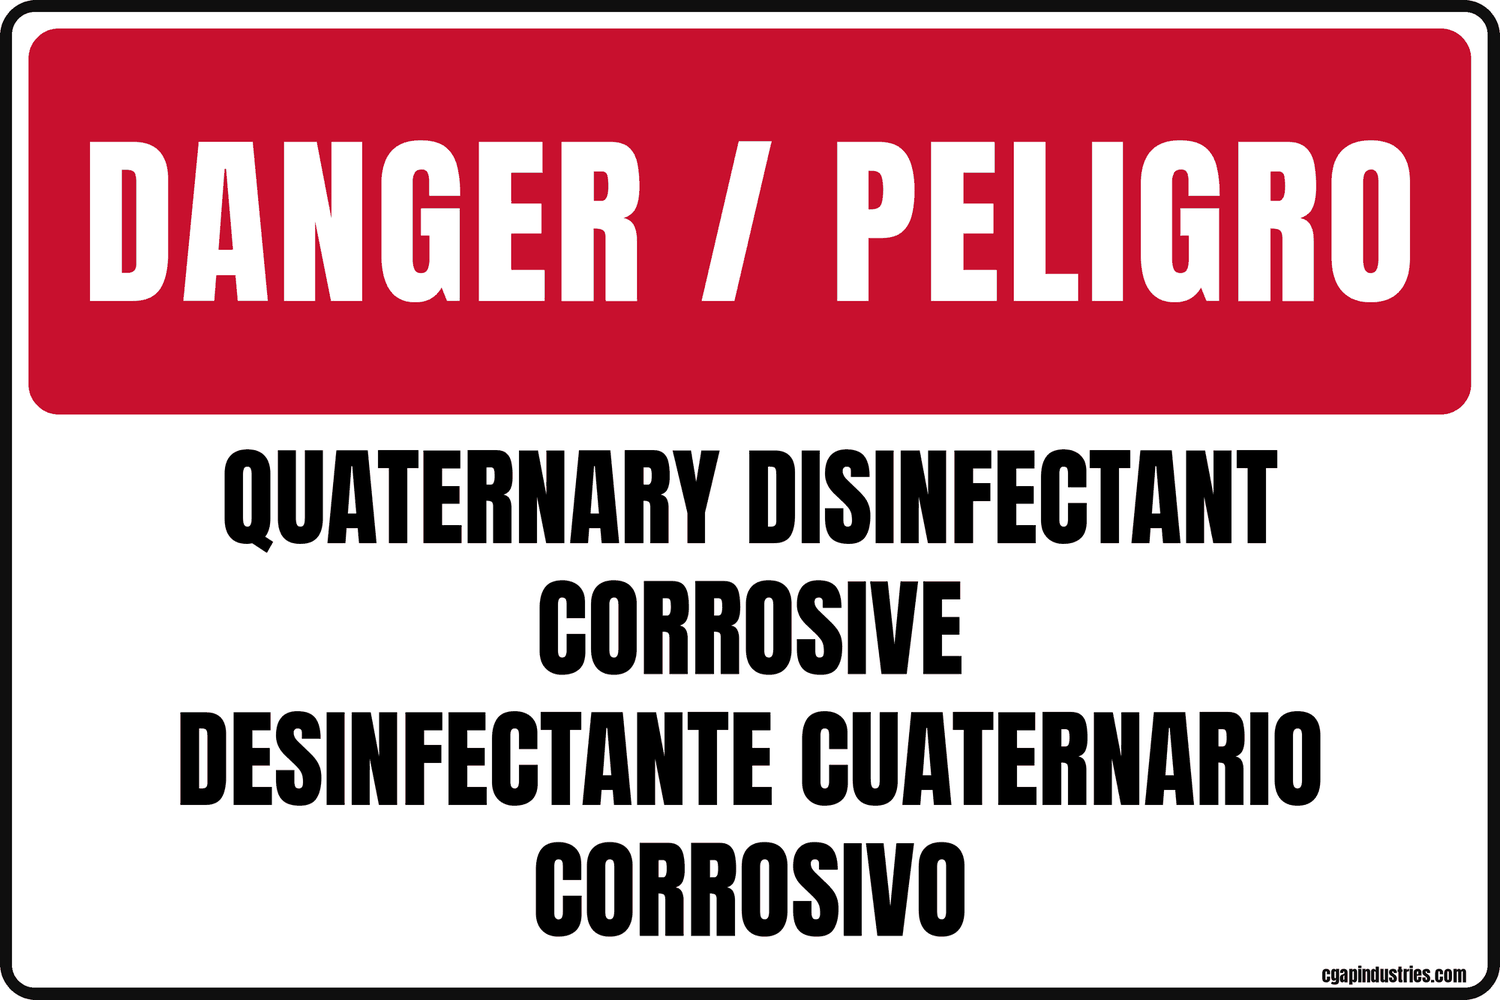 DANGER / PELIGRO
QUATERNARY DISINFECTANT
CORROSIVE
DESINFECTANTE CUATERNARIO
CORROSIVO
cgapindustries.com